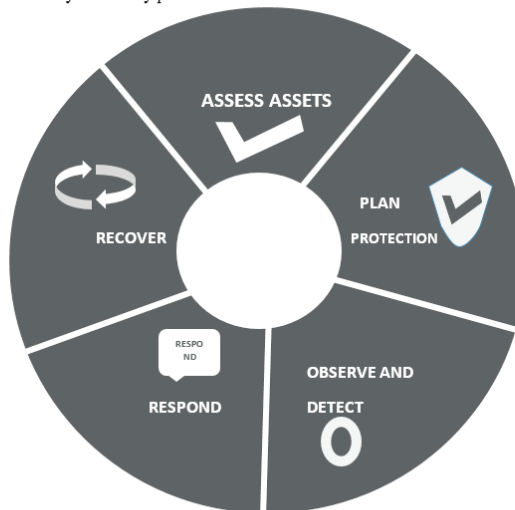 ASSESS ASSETS
PLAN
PROTECTION
OBSERVE AND
DETECT
RESPO
ND
RESPOND
RECOVER